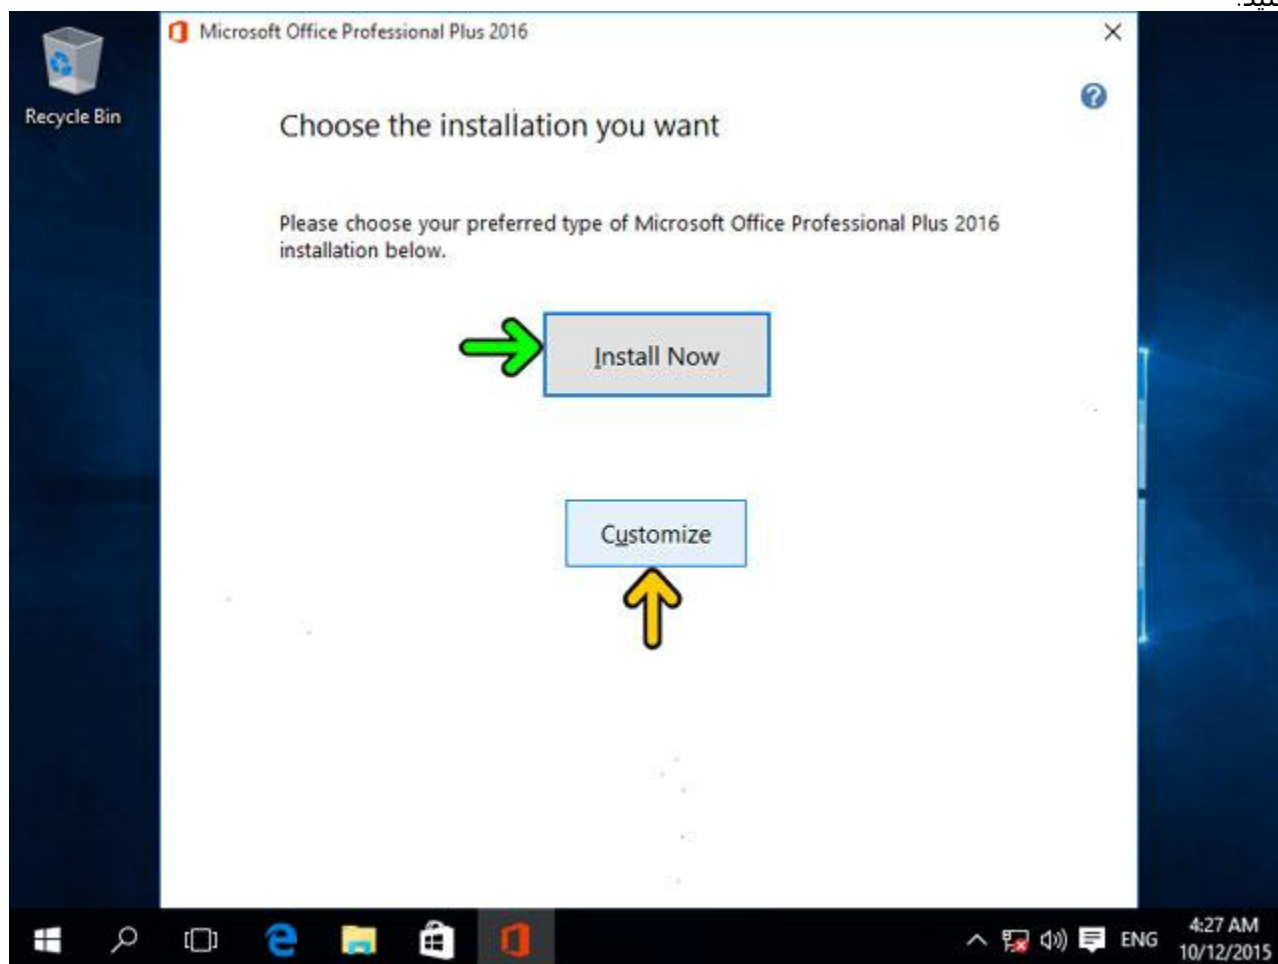 Microsoft Office Professional Plus 2016
Recycle Bin
Choose the installation you want
Please choose your preferred type of Microsoft Office Professional Plus 2016
installation below.
Install Now
Customize
ENG
4:27 AM
10/12/2015